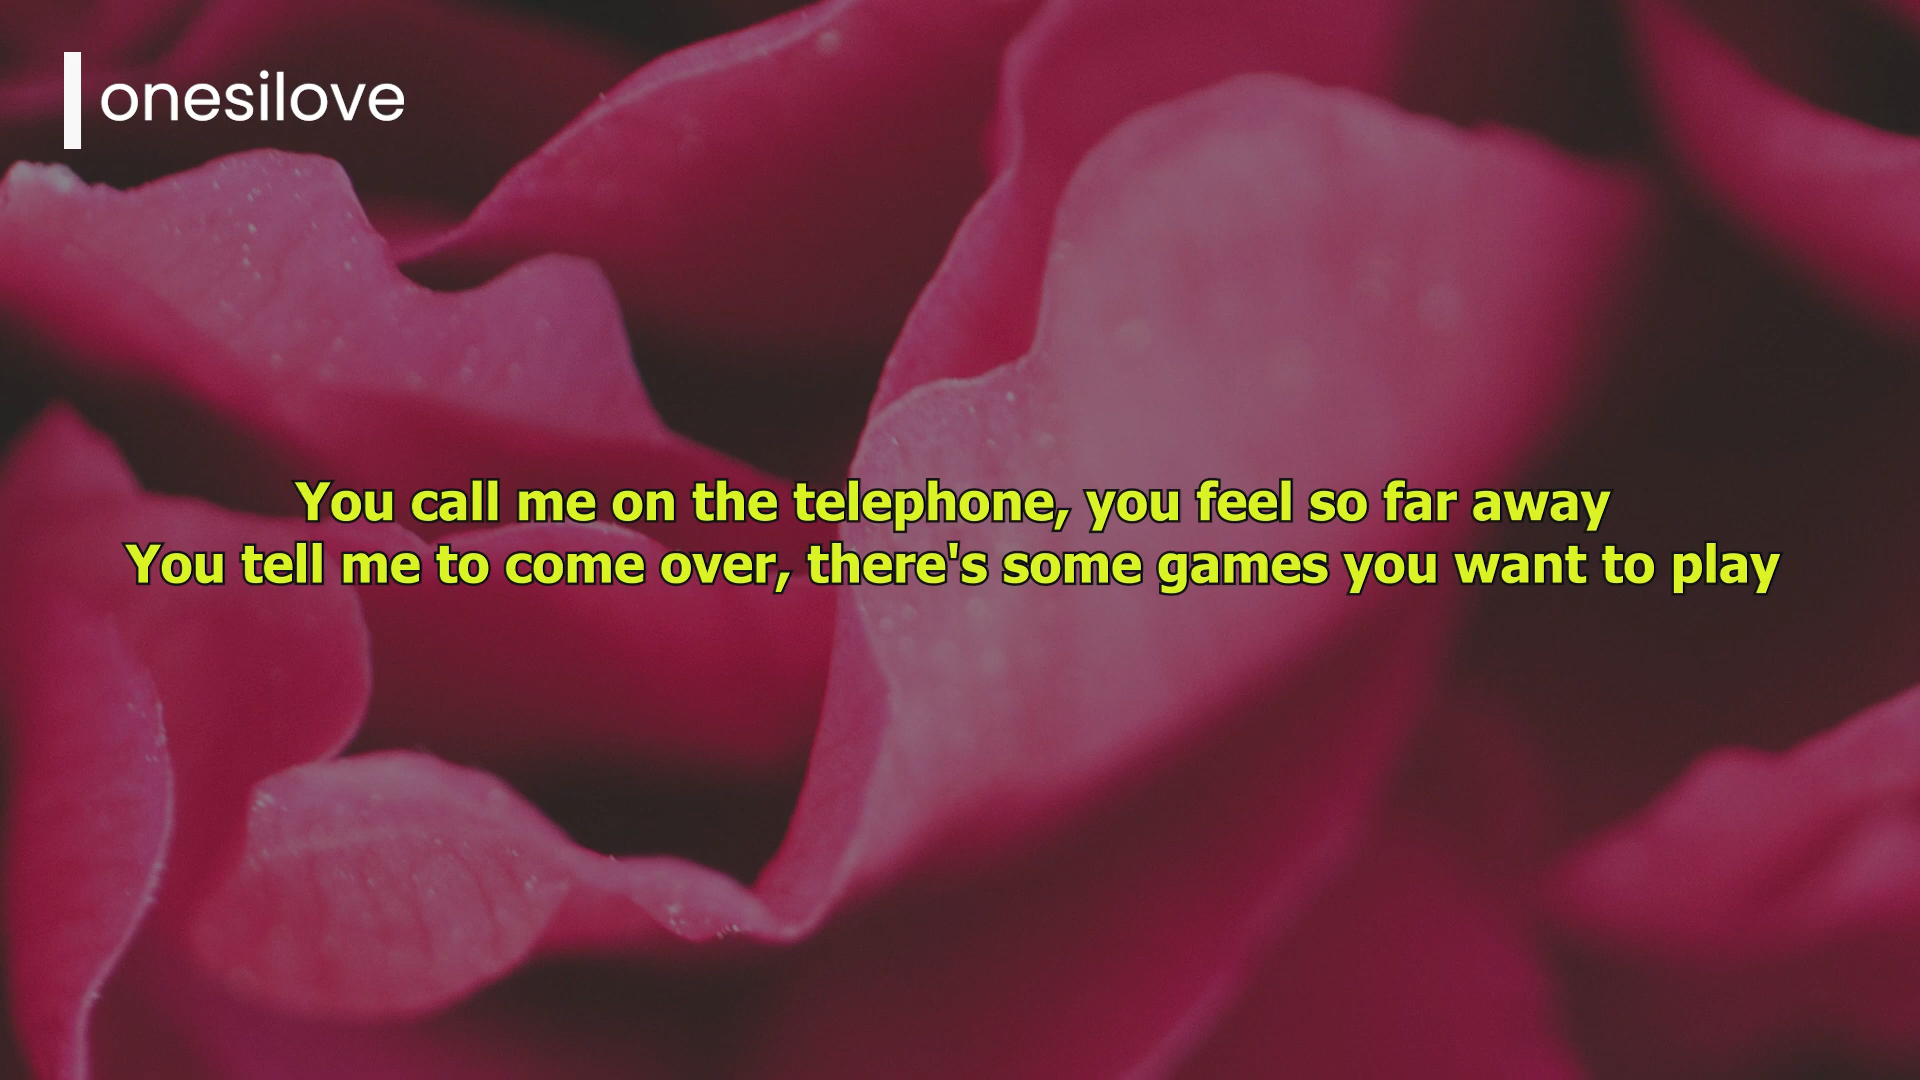 onesilove
You call me on the telephone, you feel so far away
You tell me to come over, there's some games you want to play